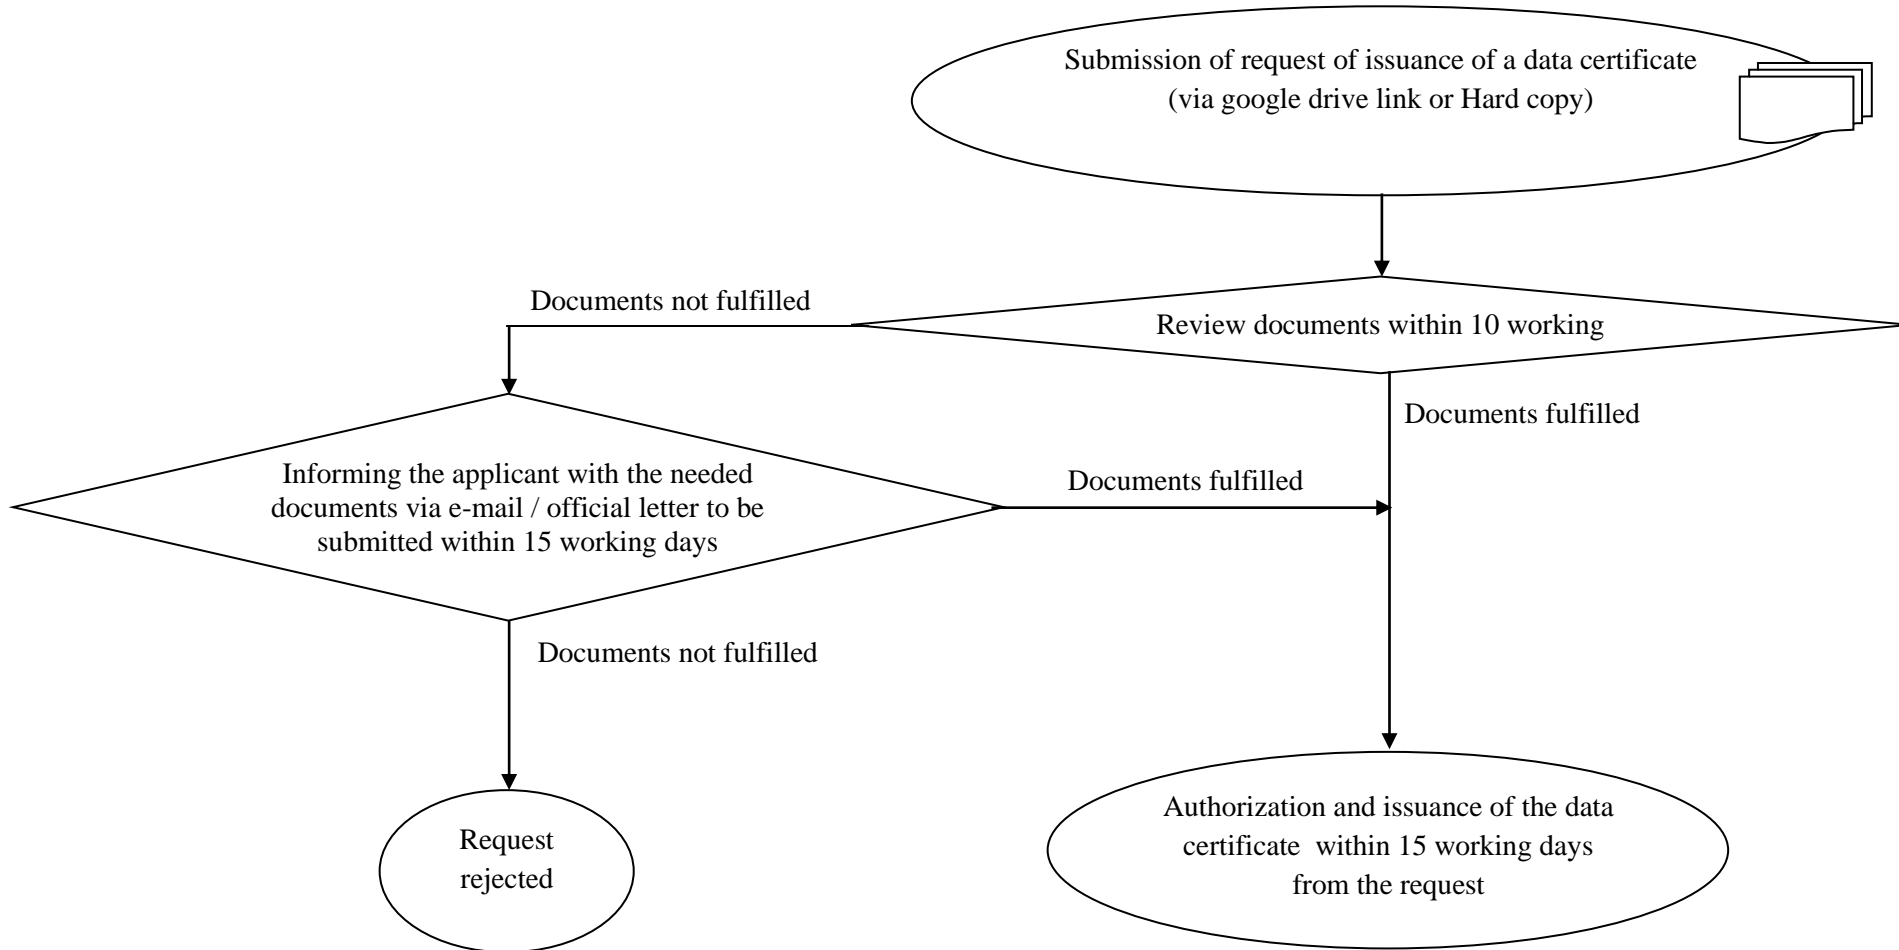 Submission of request of issuance of a data certificate
(via google drive link or Hard copy)
Documents not fulfilled
Review documents within 10 working
Documents fulfilled
Informing the applicant with the needed
documents via e-mail / official letter to be
submitted within 15 working days
Documents fulfilled
Documents not fulfilled
Request
rejected
Authorization and issuance of the data
certificate within 15 working days
from the request